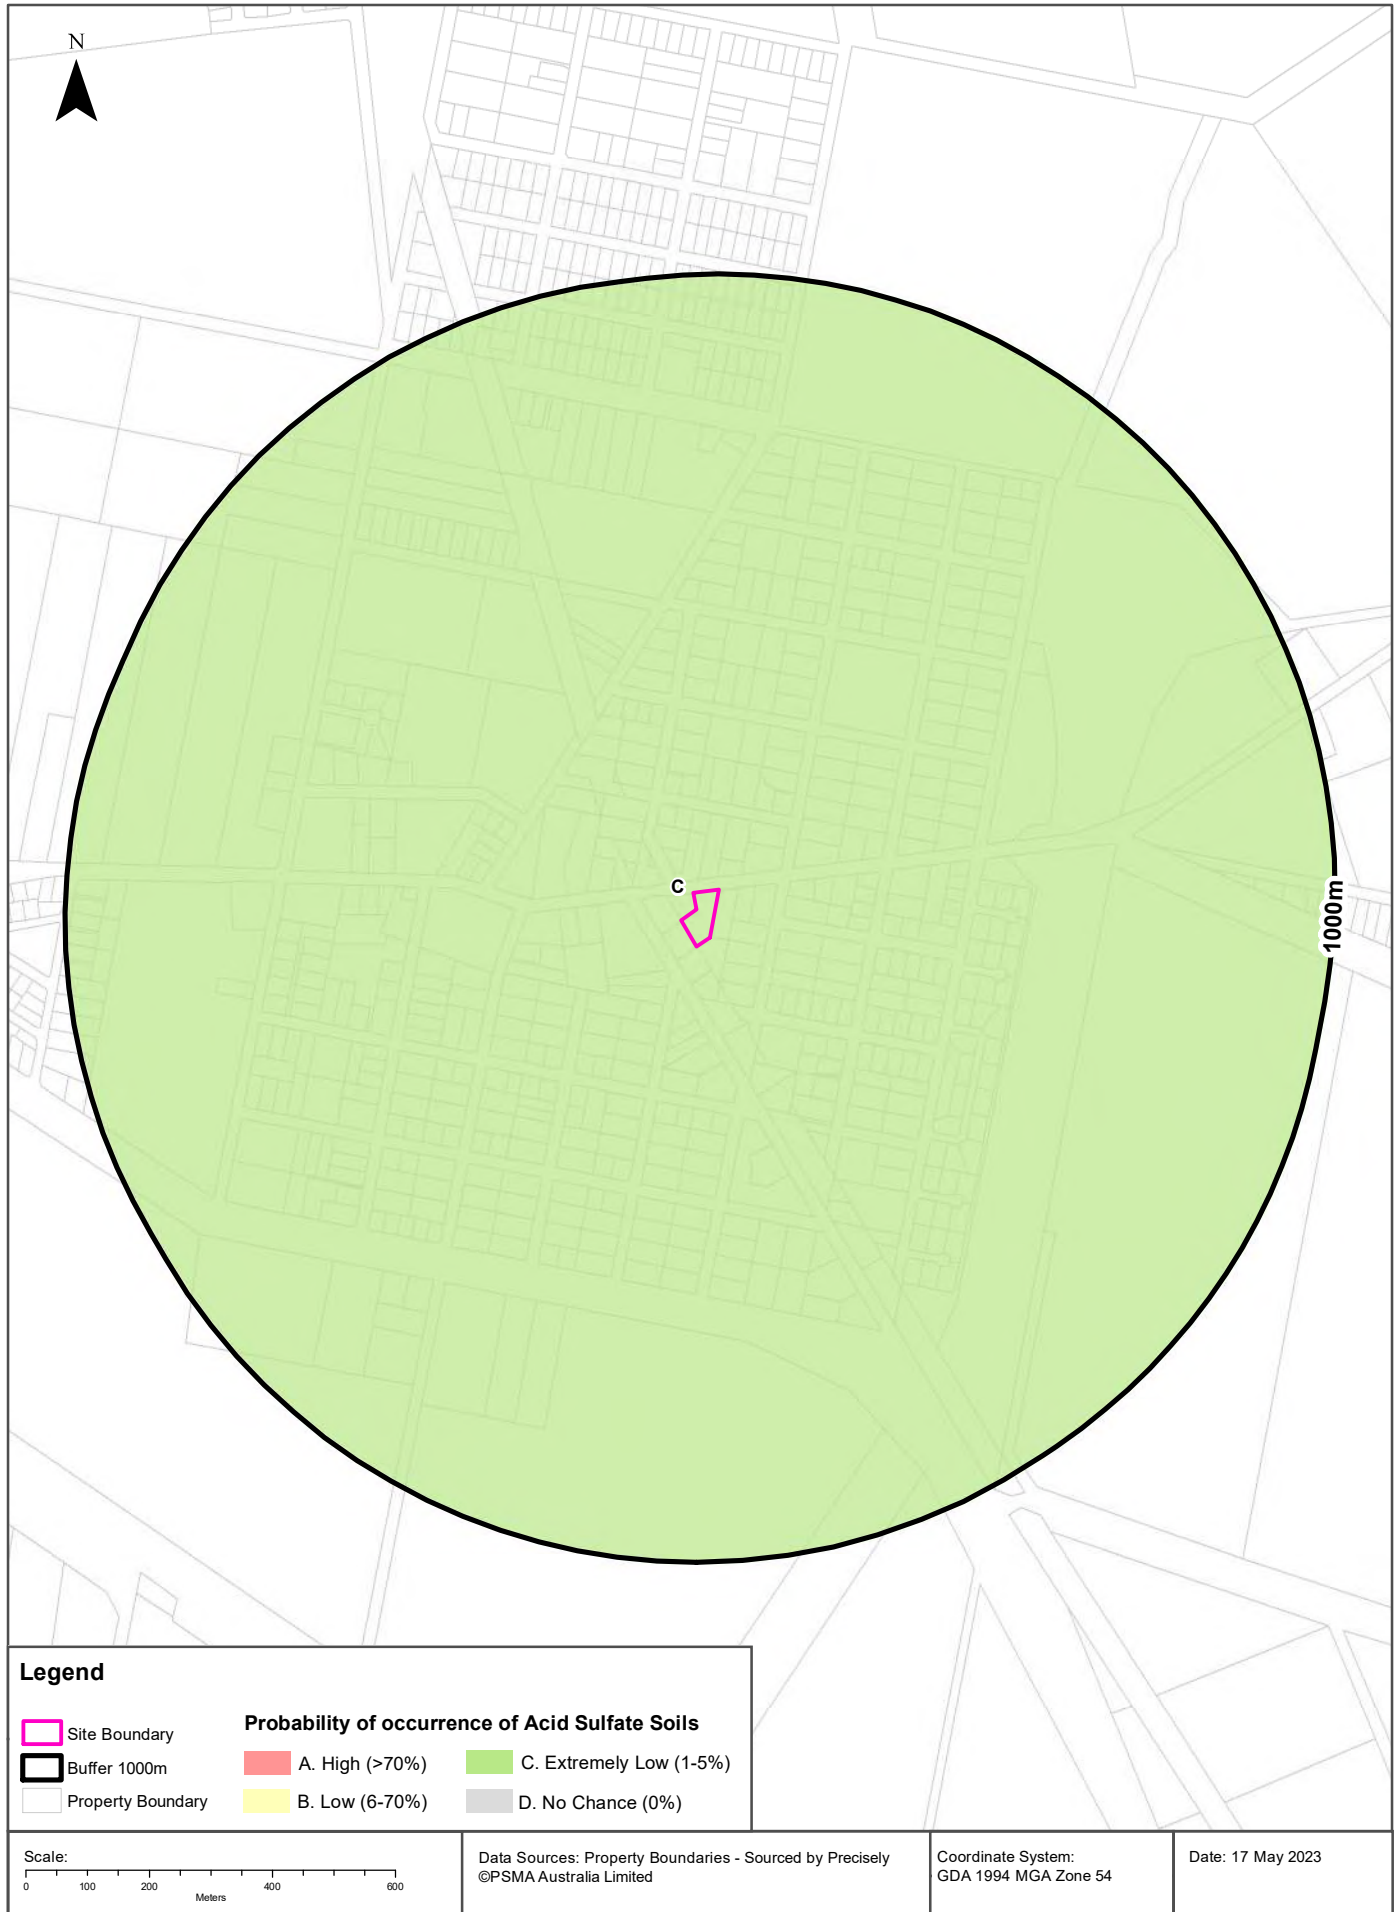 N
C
1000m
Legend
Site Boundary
Buffer 1000m
Property Boundary
Probability of occurrence of Acid Sulfate Soils
A. High (>70%)
B. Low (6-70%)
C. Extremely Low (1-5%)
D. No Chance (0%)
Scale:
0 100 200 400 600
Meters
Data Sources: Property Boundaries - Sourced by Precisely
©PSMA Australia Limited
Coordinate System:
GDA 1994 MGA Zone 54
Date: 17 May 2023